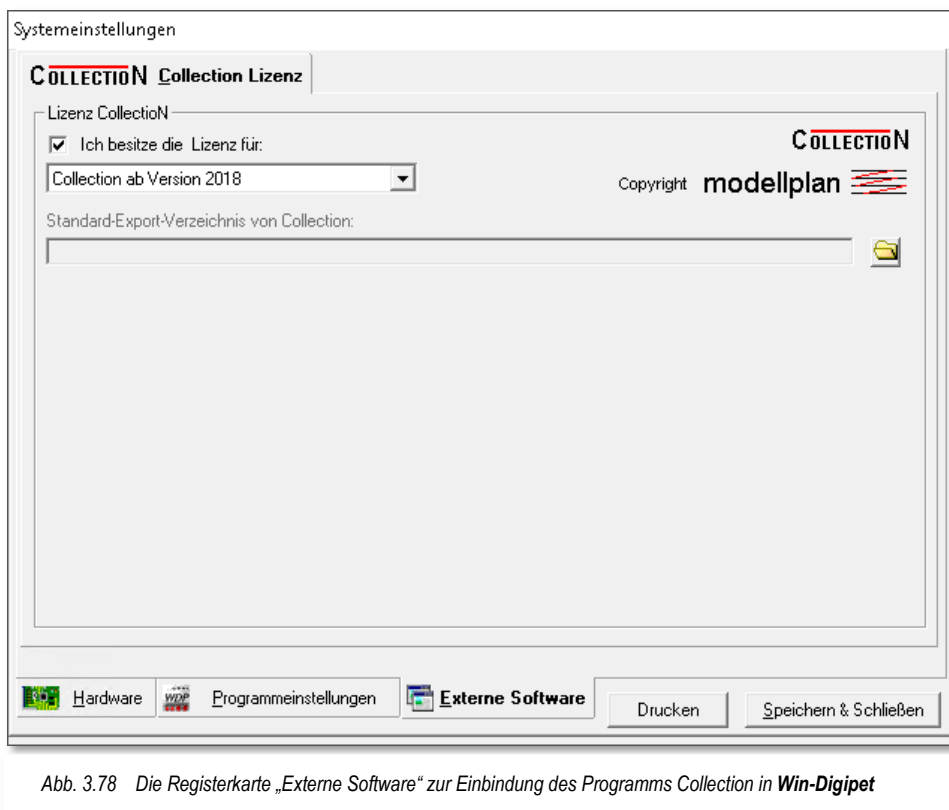 Systemeinstellungen
COLLECTION Collection Lizenz
Lizenz CollectioN
Ich besitze die Lizenz für:
COLLECTION
Collection ab Version 2018
Copyright modellplan
Standard-Export-Verzeichnis von Collection:
Hardware
WDP Programmeinstellungen
Externe Software
Drucken
Speichern & Schließen
Abb. 3.78 Die Registerkarte „Externe Software“ zur Einbindung des Programms Collection in Win-Digipet